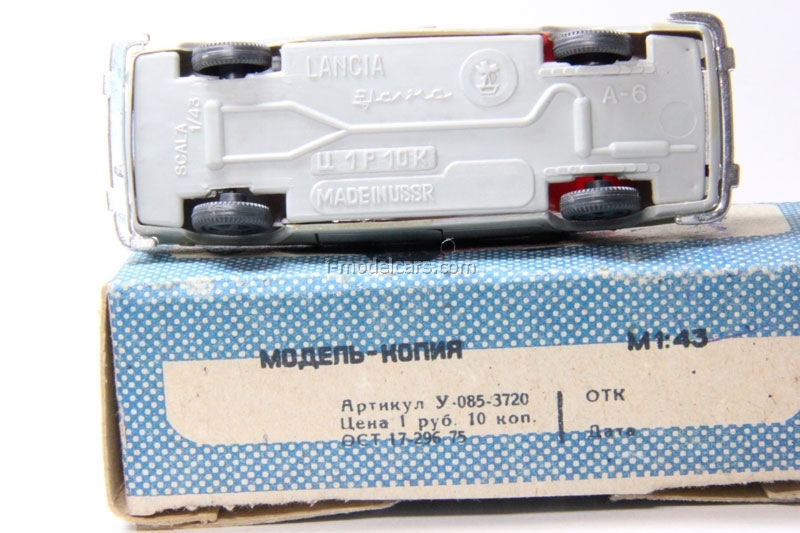 LANCIA
Flavia
A-6
SCALA 1/43
Ц. 1 Р 10 К
MADE IN USSR
i-modelcars.com
МОДЕЛЬ-КОПИЯ М1:43
Артикул У-085-3720
Цена 1 руб. 10 коп.
ОСТ 17-296-75
ОТК
Дата